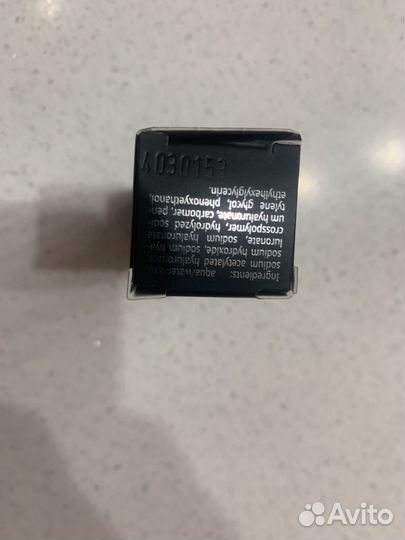 4030153
Ingredients:
aqua/water
sodium acetylated hyaluronate
sodium hydroxide, sodium hya-
luronate, sodium hyaluronate
crosspolymer, hydrolyzed sodi-
um hyaluronate, carbomer, pen-
tylene glycol, phenoxyethanol,
ethylhexylglycerin.
Avito